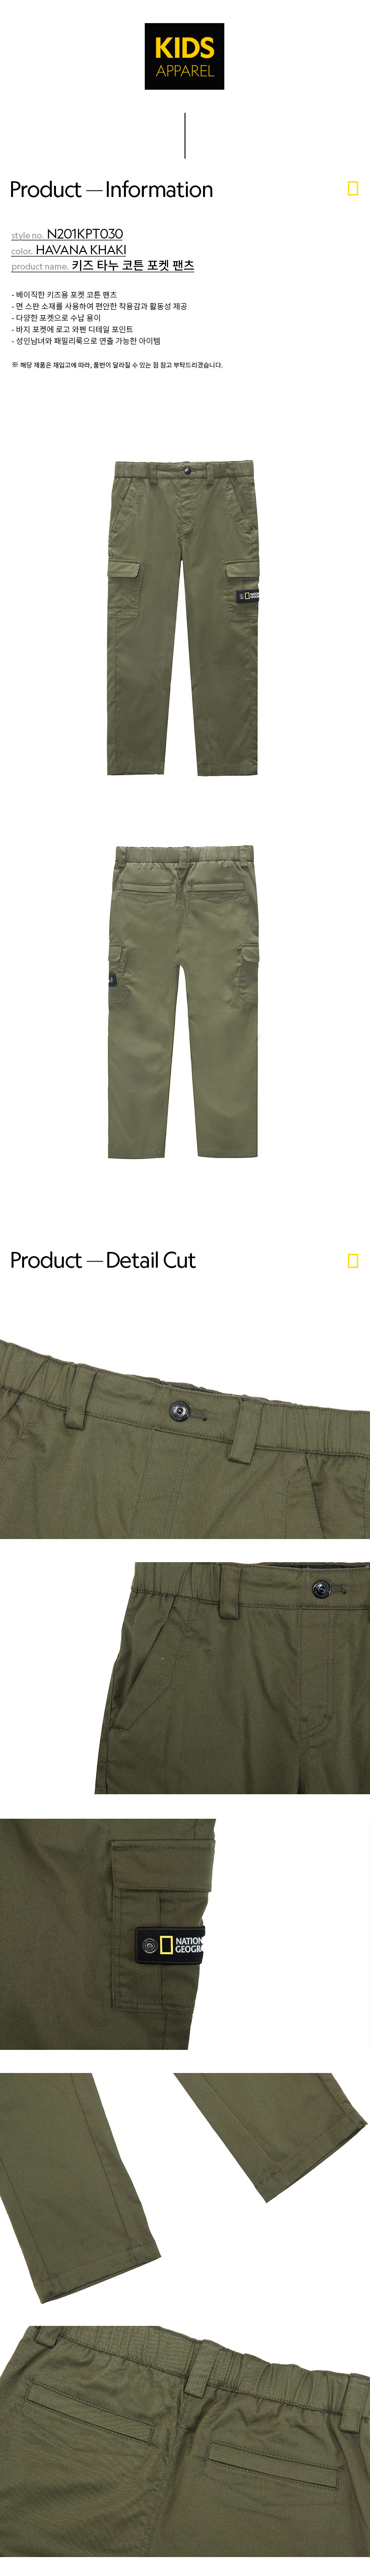 KIDS
APPAREL
Product — Information
style no. N201KPT030
color. HAVANA KHAKI
product name. 키즈 타누 코튼 포켓 팬츠
- 베이직한 키즈용 포켓 코튼 팬츠
- 면 스판 소재를 사용하여 편안한 착용감과 활동성 제공
- 다양한 포켓으로 수납 용이
- 바지 포켓에 로고 와펜 디테일 포인트
- 성인남녀와 패밀리룩으로 연출 가능한 아이템
※ 해당 제품은 재입고에 따라, 품번이 달라질 수 있는 점 참고 부탁드리겠습니다.
Product — Detail Cut
NATION
GEOGRA